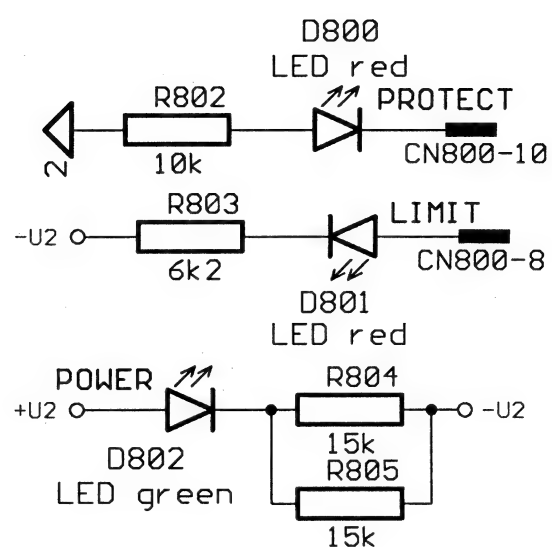 D800
LED red
R802
PROTECT
2
10k
CN800-10
R803
LIMIT
-U2
6k2
CN800-8
D801
LED red
POWER
R804
+U2
-U2
15k
D802
R805
LED green
15k